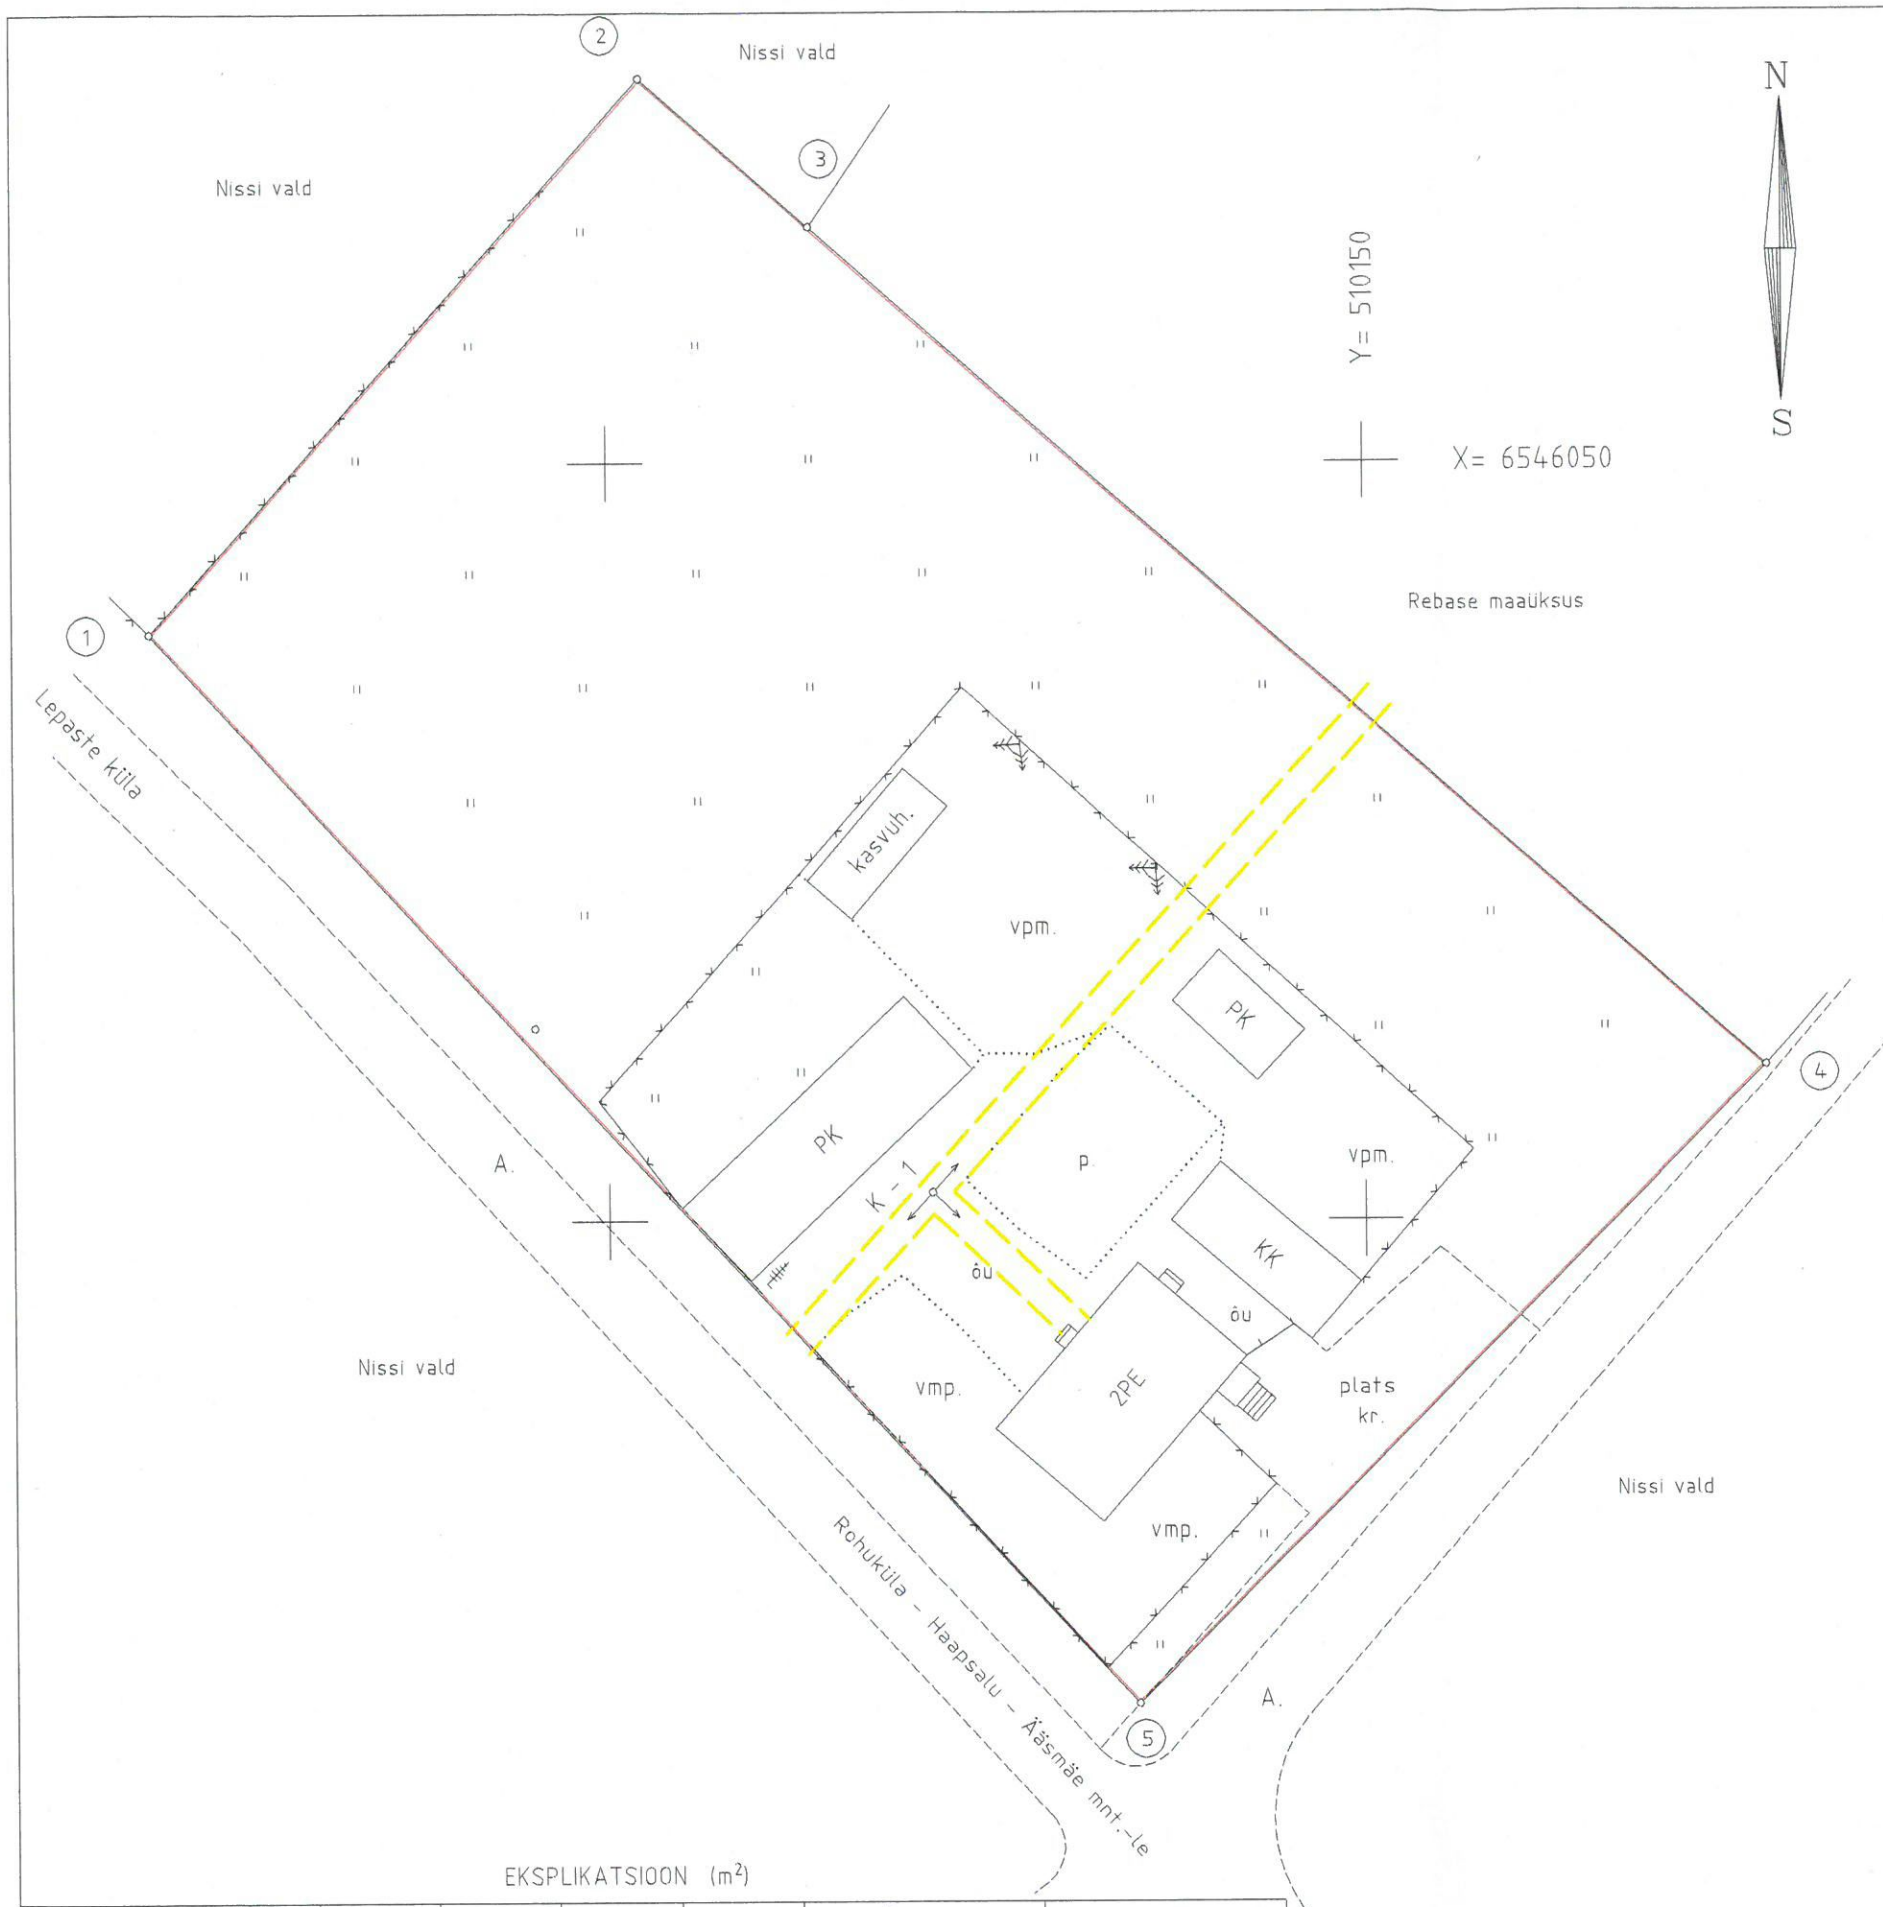 2
Nissi vald
N
3
Nissi vald
Y= 510150
S
X= 6546050
Rebase maaüksus
1
Lepaste küla
kasvuh.
vpm.
PK
4
PK
A.
K - 1
p.
vpm.
KK
õu
õu
Nissi vald
vmp.
2PE
plats
kr.
Nissi vald
vmp.
Rohuküla - Haapsalu - Ääsmäe mnt.-le
A.
5
EKSPLIKATSIOON (m²)